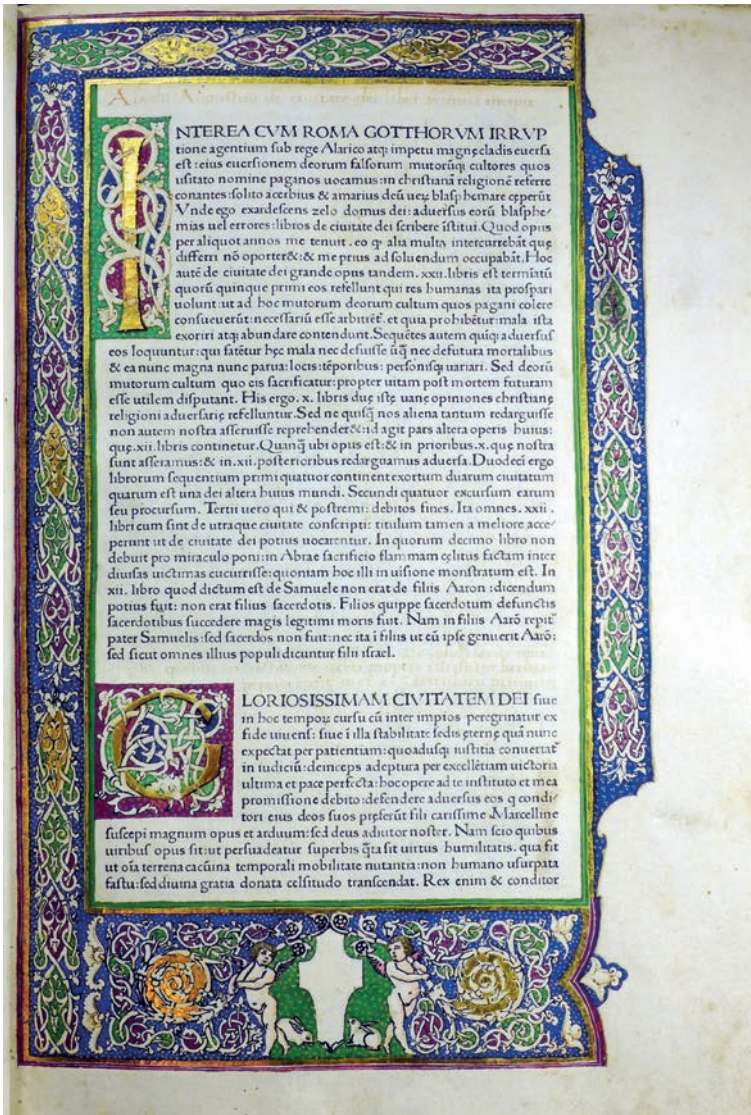 Aurelii Augustini de ciuitate dei liber primus incipit
INTEREA CVM ROMA GOTTHORVM IRRVP
tione agentium sub rege Alarico atq; impetu magnę cladis euersa
est: eius euersionem deorum falsorum mutorūq; cultores quos
usitato nomine paganos uocamus: in christianā religionē referre
conantes: solito acerbius & amarius deū ueꝝ blasphemare cęperūt
Vnde ego exardescens zelo domus dei: aduersus eorū blasphe-
mias uel errores: libros de ciuitate dei scribere īstitui. Quod opus
per aliquot annos me tenuit. eo ꝙ alia multa intercurrebāt quę
differri nō oporter&: & me prius ad soluendum occupabāt. Hoc
autē de ciuitate dei grande opus tandem .xxii. libris est terminatū
quorū quinque primi eos refellunt qui res humanas ita prospari
uolunt: ut ad hoc mutorum deorum cultum quos pagani colere
consueuerūt: necessariū esse arbitrēt᷑. et quia prohibētur: mala ista
exoriri atq; abundare contendunt. Sequētes autem quīq; aduersus
eos loquuntur: qui fatētur hęc mala nec defuisse ūq̄ nec defutura mortalibus
& ea nunc magna nunc parua: locis: tēporibus: personisq; uariari. Sed deorū
mutorum cultum quo eis sacrificatur: propter uitam post mortem futuram
esse utilem disputant. His ergo .x. libris duę istę uanę opiniones christianę
religioni aduersarię refelluntur. Sed ne quisq̄ nos aliena tantum redarguisse
non autem nostra asseruisse reprehender&: id agit pars altera operis huius:
quę .xii. libris continetur. Quanq̄ ubi opus est: & in prioribus .x. quę nostra
sunt asseramus: & in .xii. posterioribus redarguamus aduersa. Duodecī ergo
librorum sequentium primi quatuor continent exortum duarum ciuitatum
quarum est una dei altera huius mundi. Secundi quatuor excursum earum
seu procursum. Tertii uero qui & postremi: debitos fines. Ita omnes .xxii.
libri cum sint de utraque ciuitate conscripti: titulum tamen a meliore acce-
perunt ut de ciuitate dei potius uocarentur. In quorum decimo libro non
debuit pro miraculo poni: in Abrae sacrificio flammam cęlitus factam inter
diuisas uictimas cucurrisse: quoniam hoc illi in uisione monstratum est. In
xii. libro quod dictum est de Samuele non erat de filiis Aaron: dicendum
potius fuit: non erat filius sacerdotis. Filios quippe sacerdotum defunctis
sacerdotibus succedere magis legitimi moris fuit. Nam in filiis Aarō repit᷑
pater Samuelis: sed sacerdos non fuit: nec ita ī filiis ut eū ipse genuerit Aarō:
sed sicut omnes illius populi dicuntur filii israel.
GLORIOSISSIMAM CIVITATEM DEI siue
in hoc tempoꝝ cursu cū inter impios peregrinatur ex
fide uiuens: siue ī illa stabilitate sedis ęternę quā nunc
expectat per patientiam: quoadusq; iustitia conuertat᷑
in iudiciū: deinceps adeptura per excellētiam uictoria
ultima et pace perfecta: hoc opere ad te instituto et mea
promissione debito: defendere aduersus eos q condi-
tori eius deos suos pręferūt fili carissime Marcelline
suscepi magnum opus et arduum: sed deus adiutor noster. Nam scio quibus
uiribus opus sit: ut persuadeatur superbis q̄ta sit uirtus humilitatis. qua fit
ut oīa terrena cacūina temporali mobilitate nutantia: non humano usurpata
fastu: sed diuina gratia donata celsitudo transcendat. Rex enim & conditor